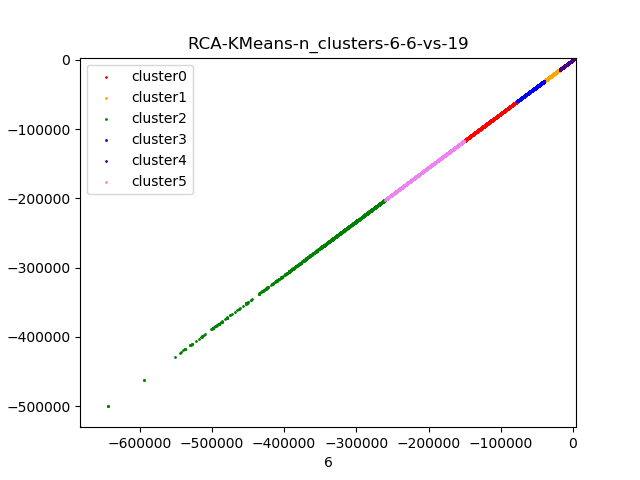 RCA-KMeans-n_clusters-6-6-vs-19
0
−100000
−200000
−300000
−400000
−500000
cluster0
cluster1
cluster2
cluster3
cluster4
cluster5
−600000 −500000 −400000 −300000 −200000 −100000 0
6